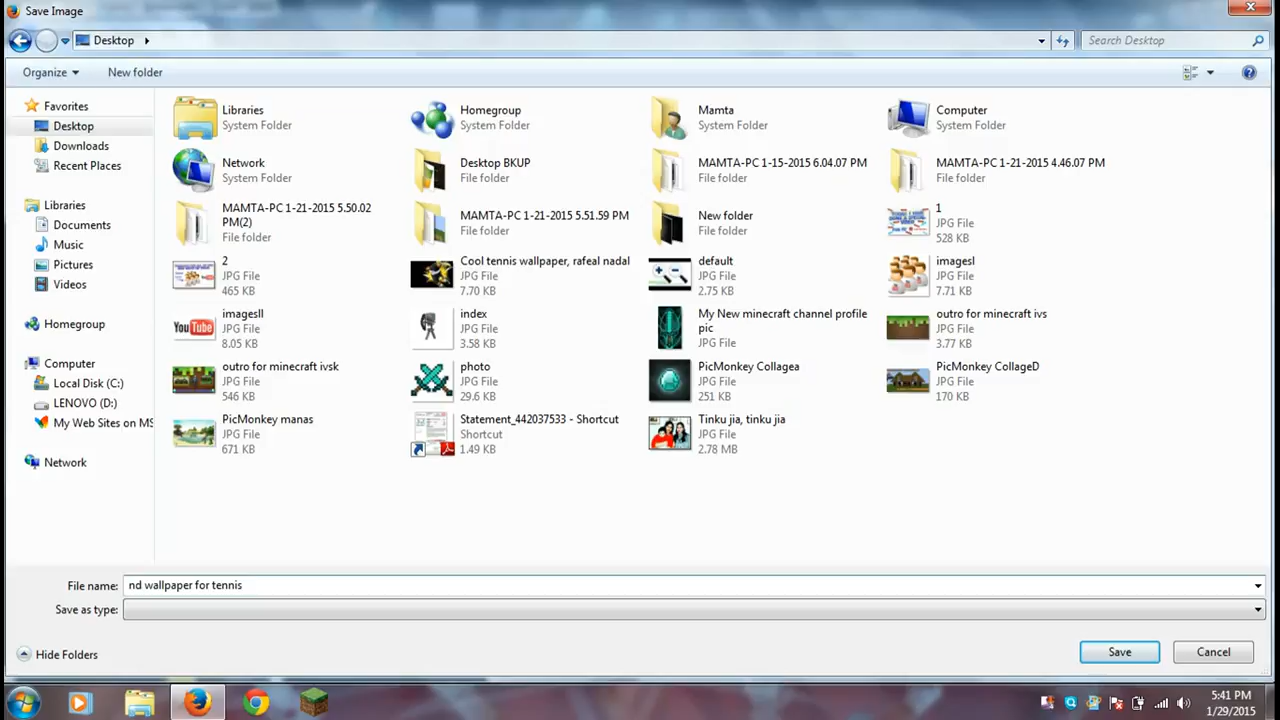 Save Image
Desktop
Search Desktop
Organize
New folder
Favorites
Desktop
Downloads
Recent Places
Libraries
Documents
Music
Pictures
Videos
Homegroup
Computer
Local Disk (C:)
LENOVO (D:)
My Web Sites on MS
Network
Libraries
System Folder
Homegroup
System Folder
Mamta
System Folder
Computer
System Folder
Network
System Folder
Desktop BKUP
File folder
MAMTA-PC 1-15-2015 6.04.07 PM
File folder
MAMTA-PC 1-21-2015 4.46.07 PM
File folder
MAMTA-PC 1-21-2015 5.50.02
PM(2)
File folder
MAMTA-PC 1-21-2015 5.51.59 PM
File folder
New folder
File folder
1
JPG File
528 KB
2
JPG File
465 KB
Cool tennis wallpaper, rafeal nadal
JPG File
7.70 KB
default
JPG File
2.75 KB
imagesl
JPG File
7.71 KB
You Tube
imagesll
JPG File
8.05 KB
index
JPG File
3.58 KB
My New minecraft channel profile
pic
JPG File
outro for minecraft ivs
JPG File
3.77 KB
outro for minecraft ivsk
JPG File
546 KB
photo
JPG File
29.6 KB
PicMonkey Collagea
JPG File
251 KB
PicMonkey CollageD
JPG File
170 KB
PicMonkey manas
JPG File
671 KB
Statement_442037533 - Shortcut
Shortcut
1.49 KB
Tinku jia, tinku jia
JPG File
2.78 MB
File name: nd wallpaper for tennis
Save as type:
Hide Folders
Save
Cancel
5:41 PM
1/29/2015